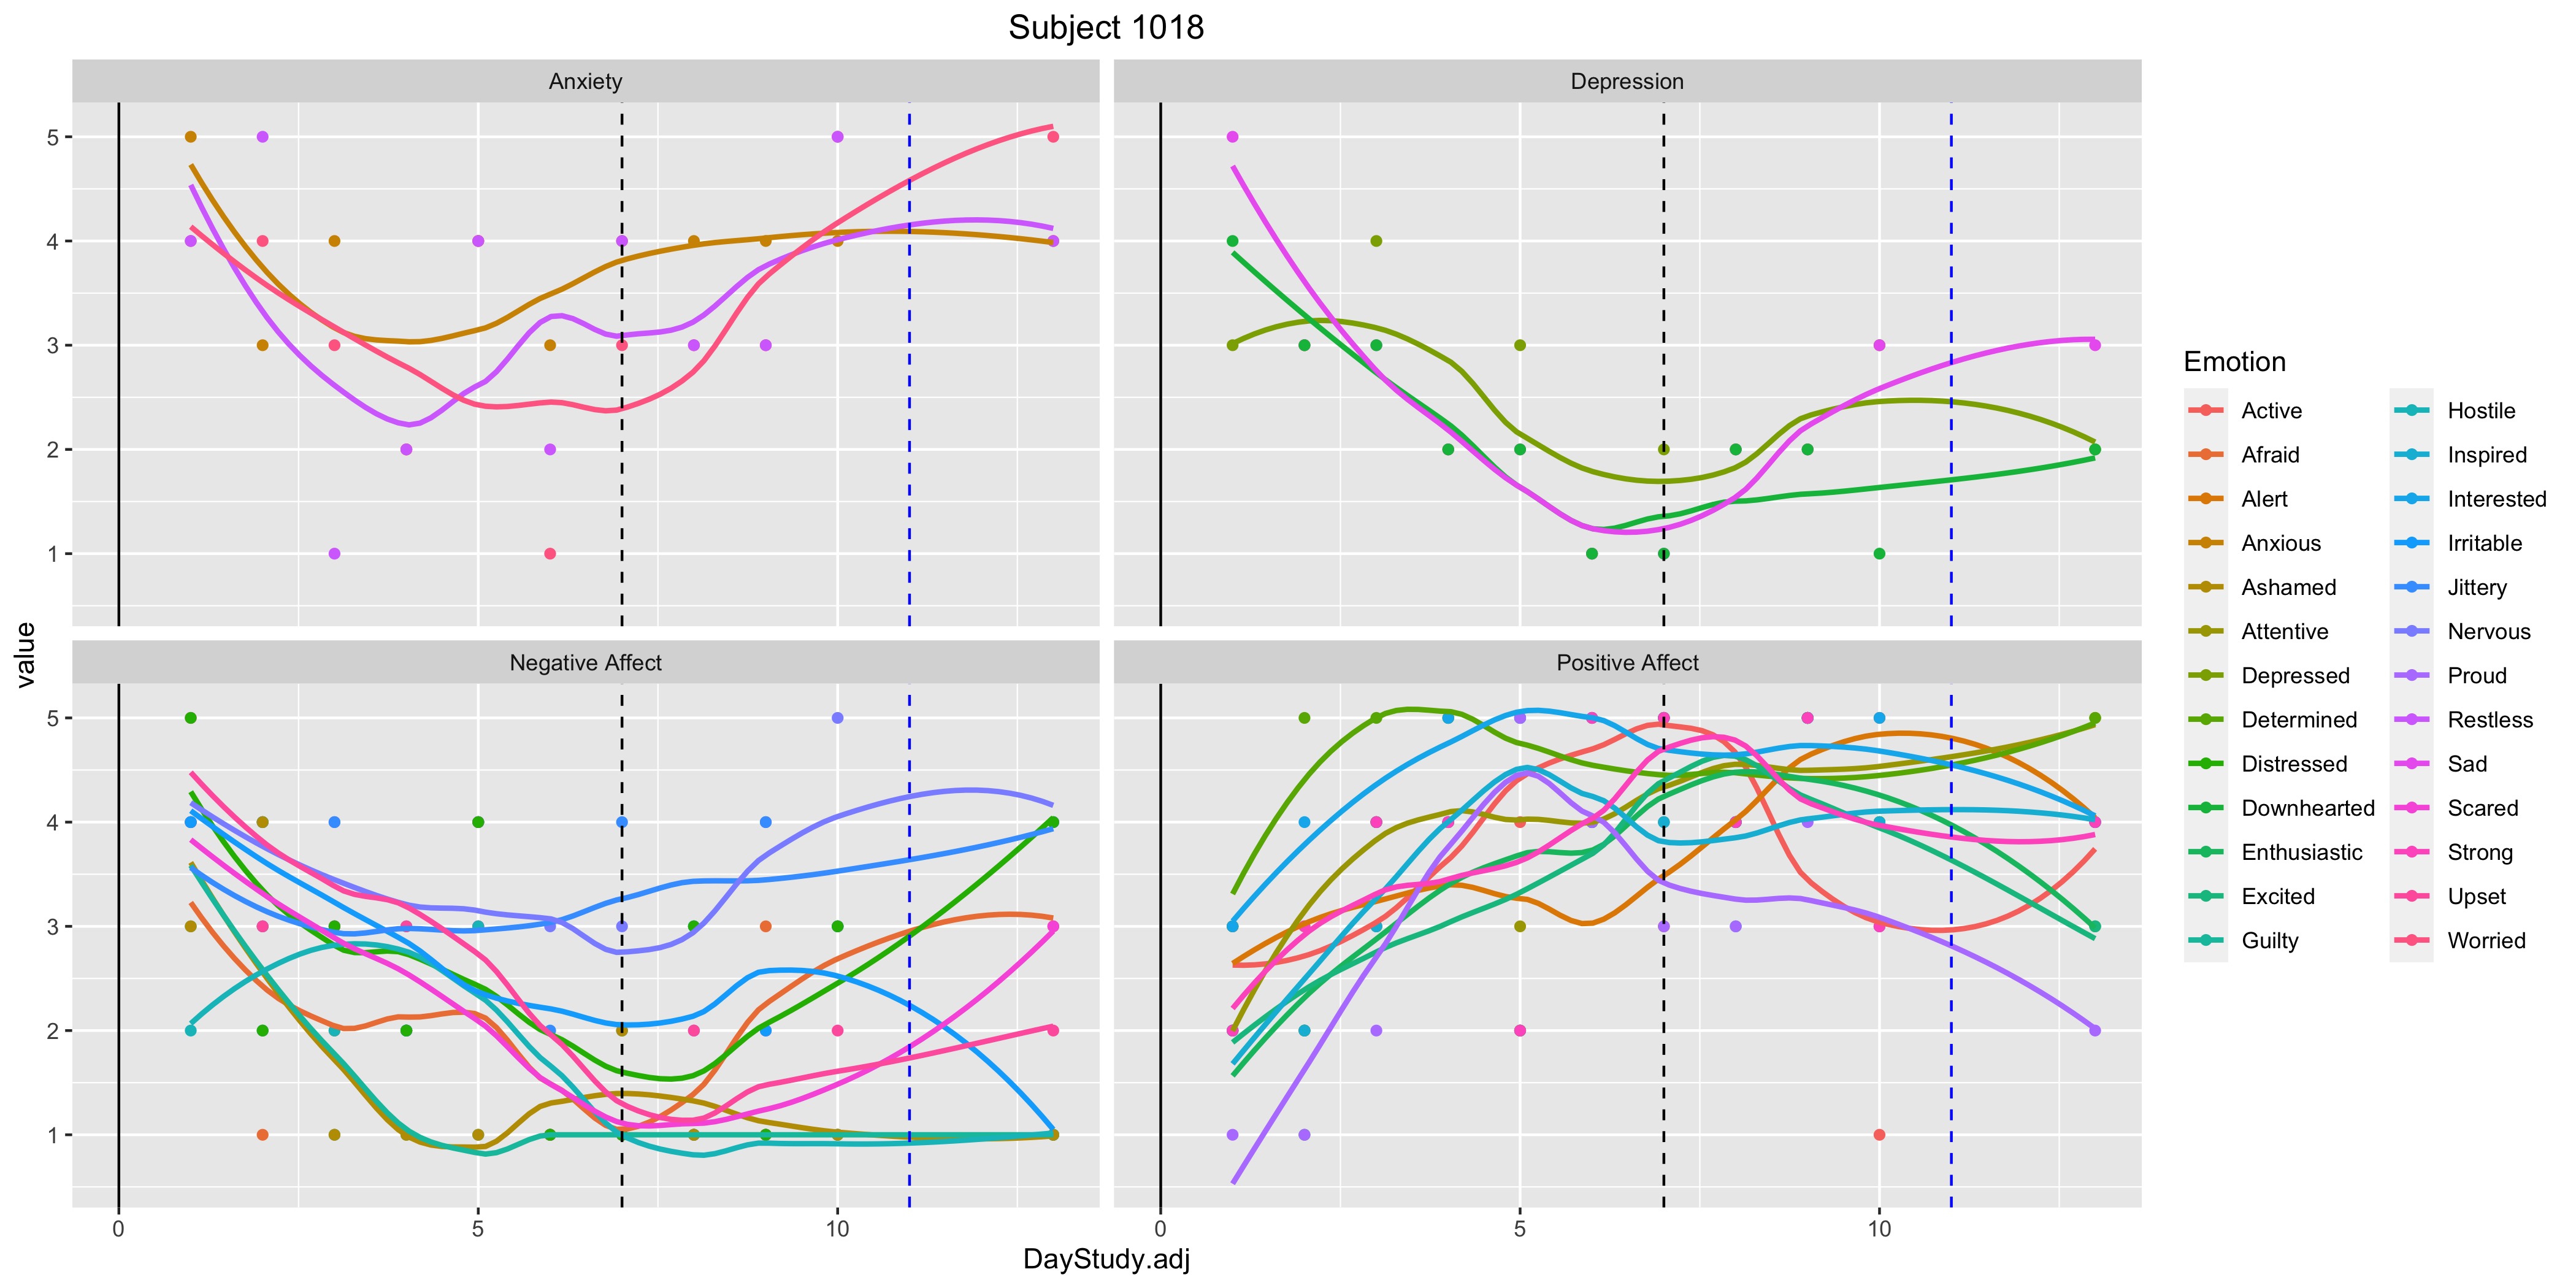 Subject 1018
Anxiety
Depression
5
4
3
2
1
Negative Affect
Positive Affect
5
4
3
2
1
value
0
5
10
0
5
10
DayStudy.adj
Emotion
Active
Afraid
Alert
Anxious
Ashamed
Attentive
Depressed
Determined
Distressed
Downhearted
Enthusiastic
Excited
Guilty
Hostile
Inspired
Interested
Irritable
Jittery
Nervous
Proud
Restless
Sad
Scared
Strong
Upset
Worried